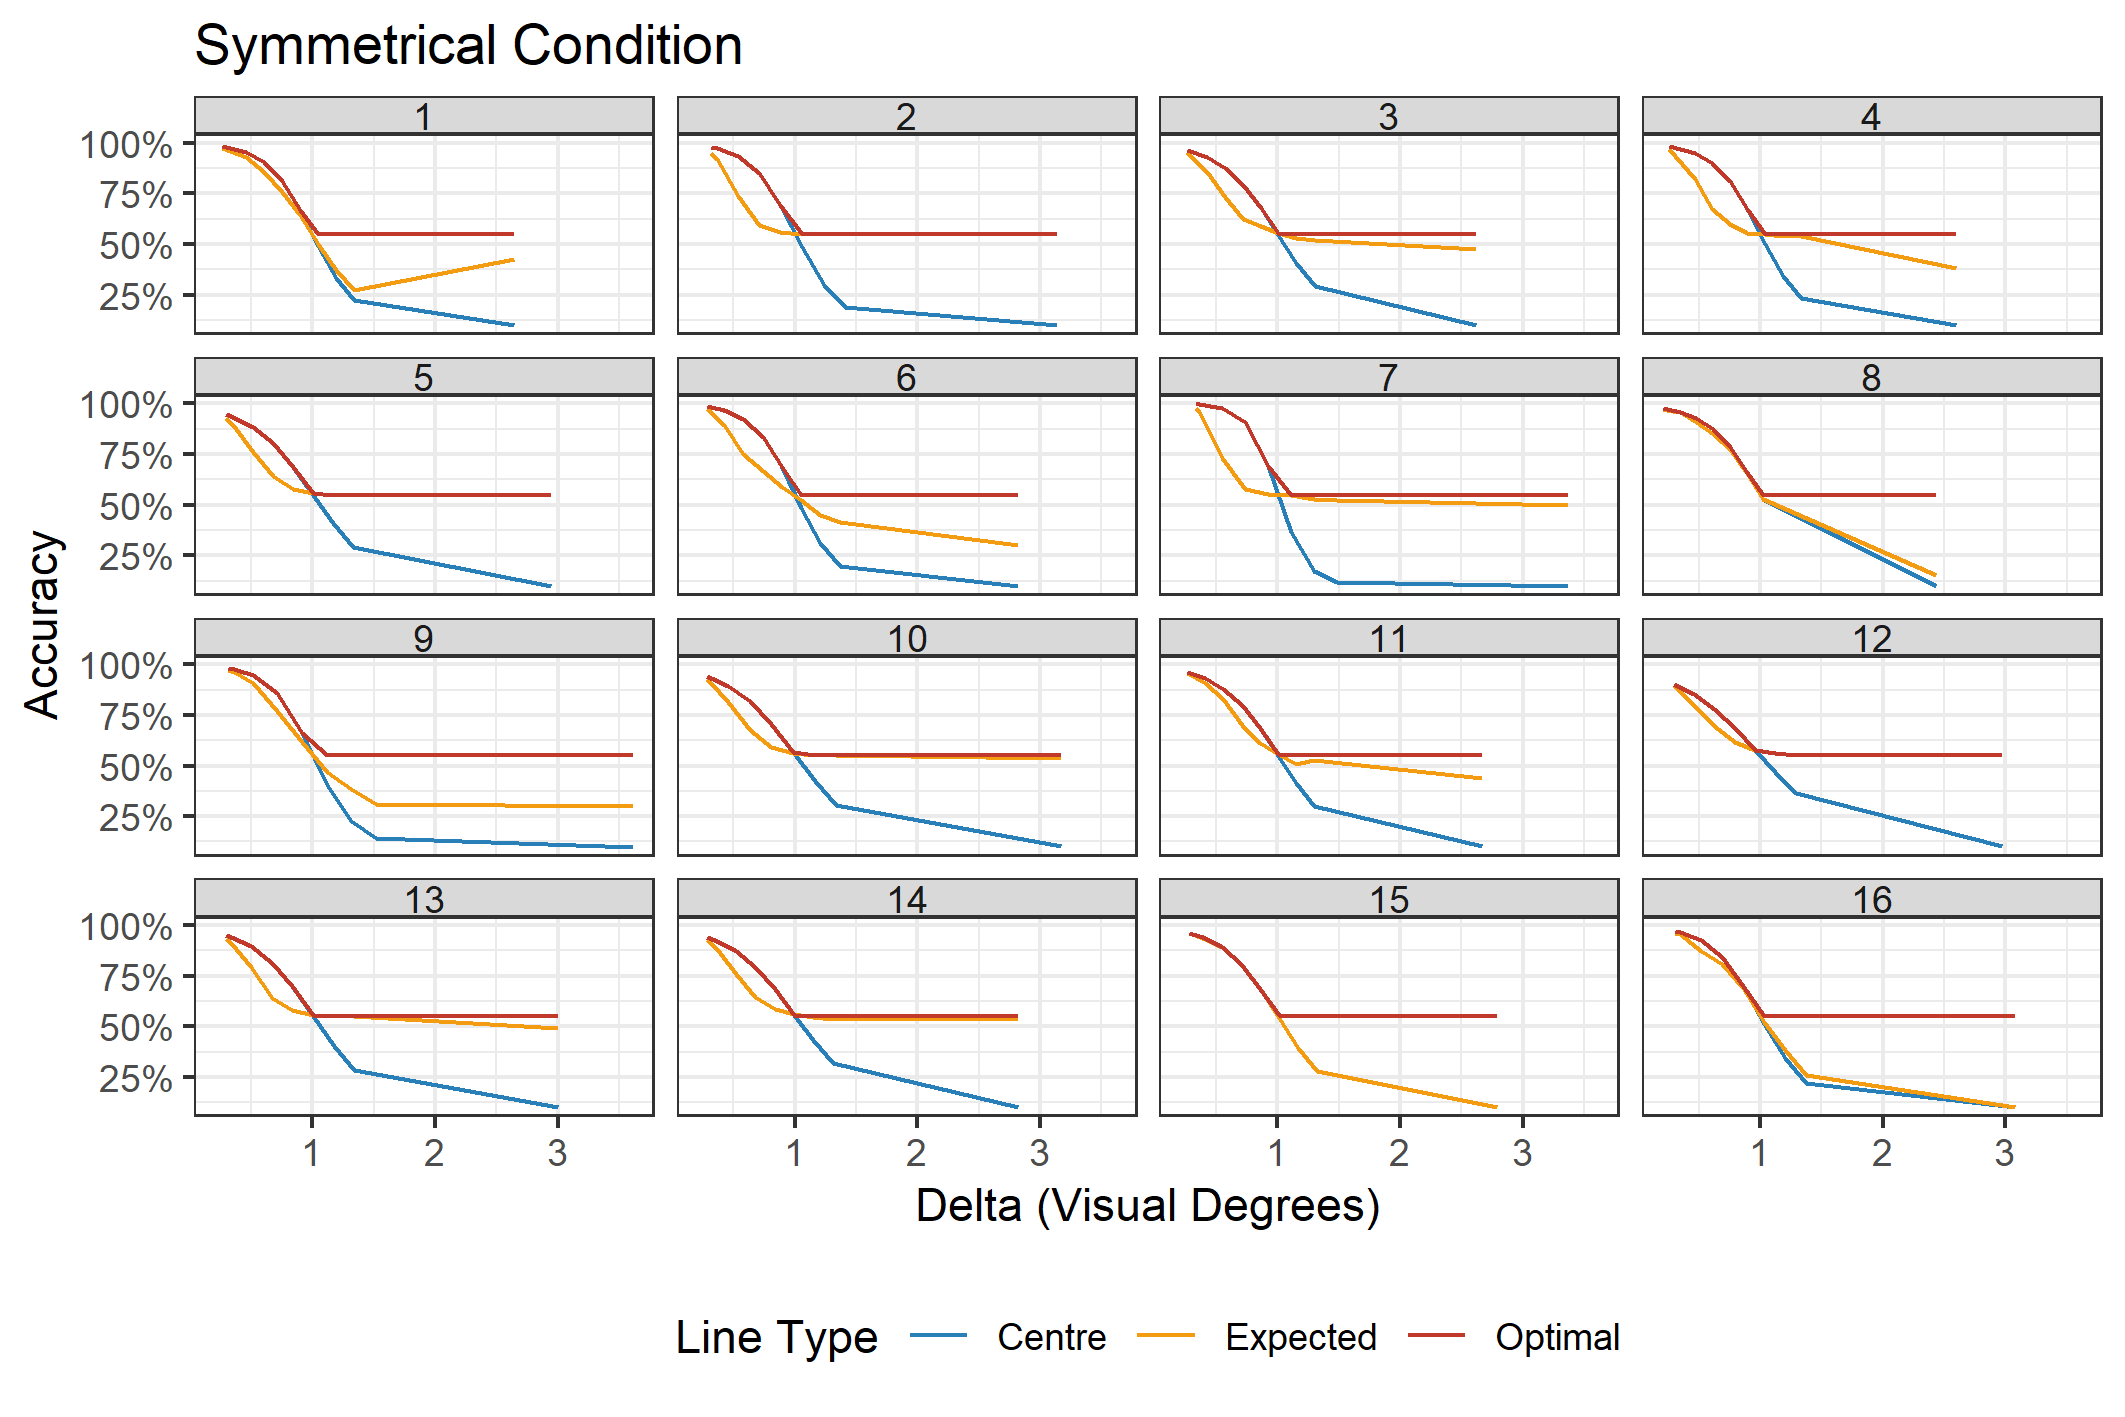 Symmetrical Condition
1 2 3 4
100%
75%
50%
25%
5 6 7 8
100%
75%
50%
25%
9 10 11 12
100%
75%
50%
25%
13 14 15 16
100%
75%
50%
25%
1 2 3 1 2 3 1 2 3 1 2 3
Accuracy
Delta (Visual Degrees)
Line Type Centre Expected Optimal